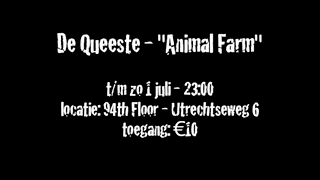 De Queeste - "Animal Farm"
t/m zo 1 juli - 23:00
locatie: 94th Floor - Utrechtseweg 6
toegang: €10